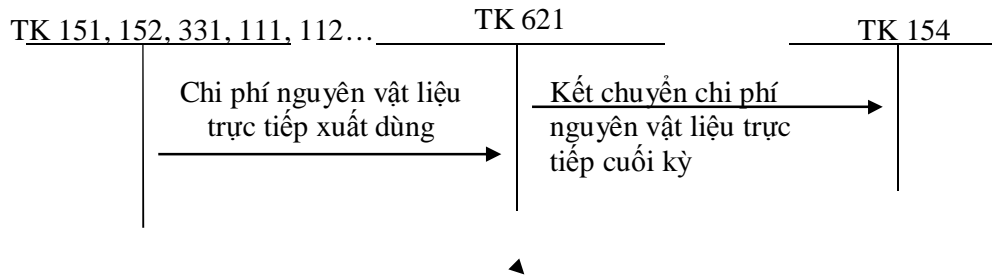 TK 151, 152, 331, 111, 112…
TK 621
TK 154
Chi phí nguyên vật liệu
trực tiếp xuất dùng
Kết chuyển chi phí
nguyên vật liệu trực
tiếp cuối kỳ